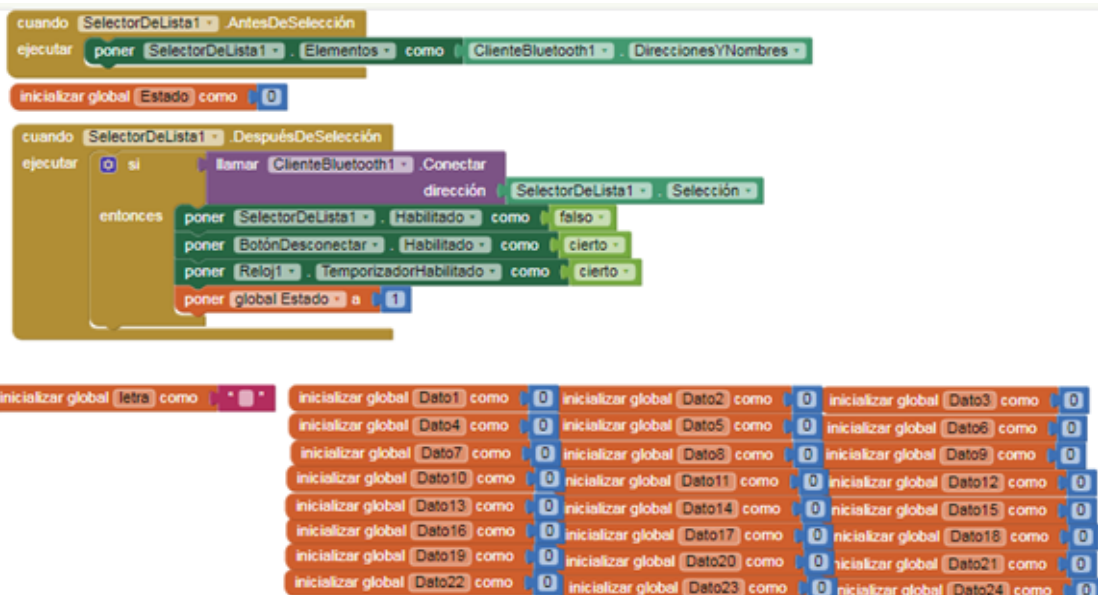 cuando SelectorDeLista1 .AntesDeSelección
ejecutar poner SelectorDeLista1 . Elementos como ClienteBluetooth1 . DireccionesYNombres
inicializar global Estado como 0
cuando SelectorDeLista1 .DespuésDeSelección
ejecutar si llamar ClienteBluetooth1 .Conectar
dirección SelectorDeLista1 . Selección
entonces poner SelectorDeLista1 . Habilitado como falso
poner BotónDesconectar . Habilitado como cierto
poner Reloj1 . TemporizadorHabilitado como cierto
poner global Estado a 1
inicializar global letra como " " inicializar global Dato1 como 0 inicializar global Dato2 como 0 inicializar global Dato3 como 0
inicializar global Dato4 como 0 inicializar global Dato5 como 0 inicializar global Dato6 como 0
inicializar global Dato7 como 0 inicializar global Dato8 como 0 inicializar global Dato9 como 0
inicializar global Dato10 como 0 nicializar global Dato11 como 0 inicializar global Dato12 como 0
inicializar global Dato13 como 0 inicializar global Dato14 como 0 nicializar global Dato15 como 0
inicializar global Dato16 como 0 inicializar global Dato17 como 0 nicializar global Dato18 como 0
inicializar global Dato19 como 0 inicializar global Dato20 como 0 nicializar global Dato21 como 0
inicializar global Dato22 como 0 inicializar global Dato23 como 0 nicializar global Dato24 como 0